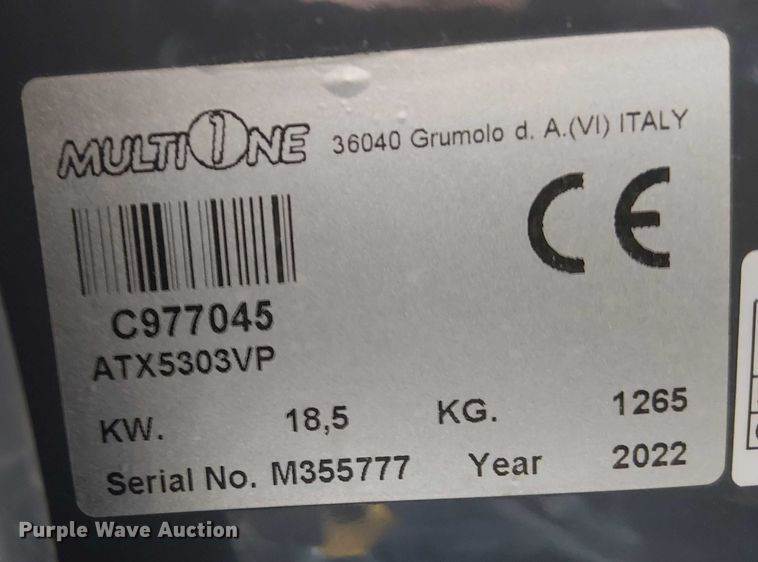 MULTIONE 36040 Grumolo d. A.(VI) ITALY
CE
C977045
ATX5303VP
KW. 18,5 KG. 1265
Serial No. M355777 Year 2022
Purple Wave Auction